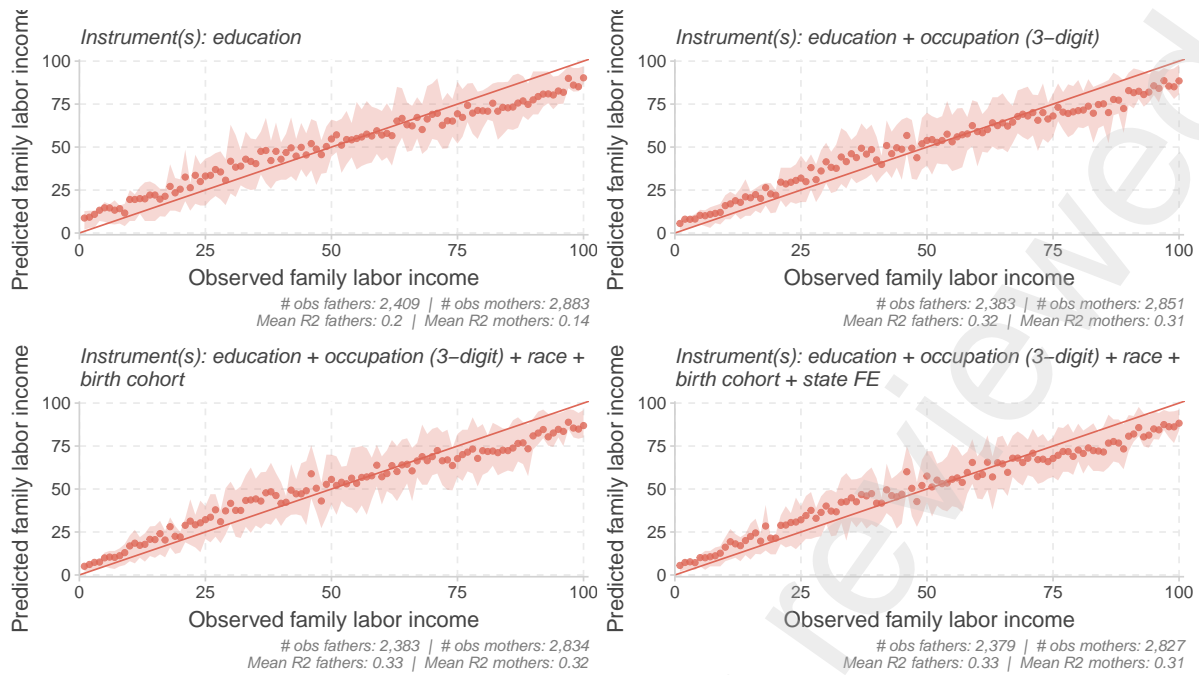 Instrument(s): education
Predicted family labor income
100
75
50
25
0
0 25 50 75 100
Observed family labor income
# obs fathers: 2,409 | # obs mothers: 2,883
Mean R2 fathers: 0.2 | Mean R2 mothers: 0.14
Instrument(s): education + occupation (3−digit)
Predicted family labor income
100
75
50
25
0
0 25 50 75 100
Observed family labor income
# obs fathers: 2,383 | # obs mothers: 2,851
Mean R2 fathers: 0.32 | Mean R2 mothers: 0.31
Instrument(s): education + occupation (3−digit) + race +
birth cohort
Predicted family labor income
100
75
50
25
0
0 25 50 75 100
Observed family labor income
# obs fathers: 2,383 | # obs mothers: 2,834
Mean R2 fathers: 0.33 | Mean R2 mothers: 0.32
Instrument(s): education + occupation (3−digit) + race +
birth cohort + state FE
Predicted family labor income
100
75
50
25
0
0 25 50 75 100
Observed family labor income
# obs fathers: 2,379 | # obs mothers: 2,827
Mean R2 fathers: 0.33 | Mean R2 mothers: 0.31
reviewed